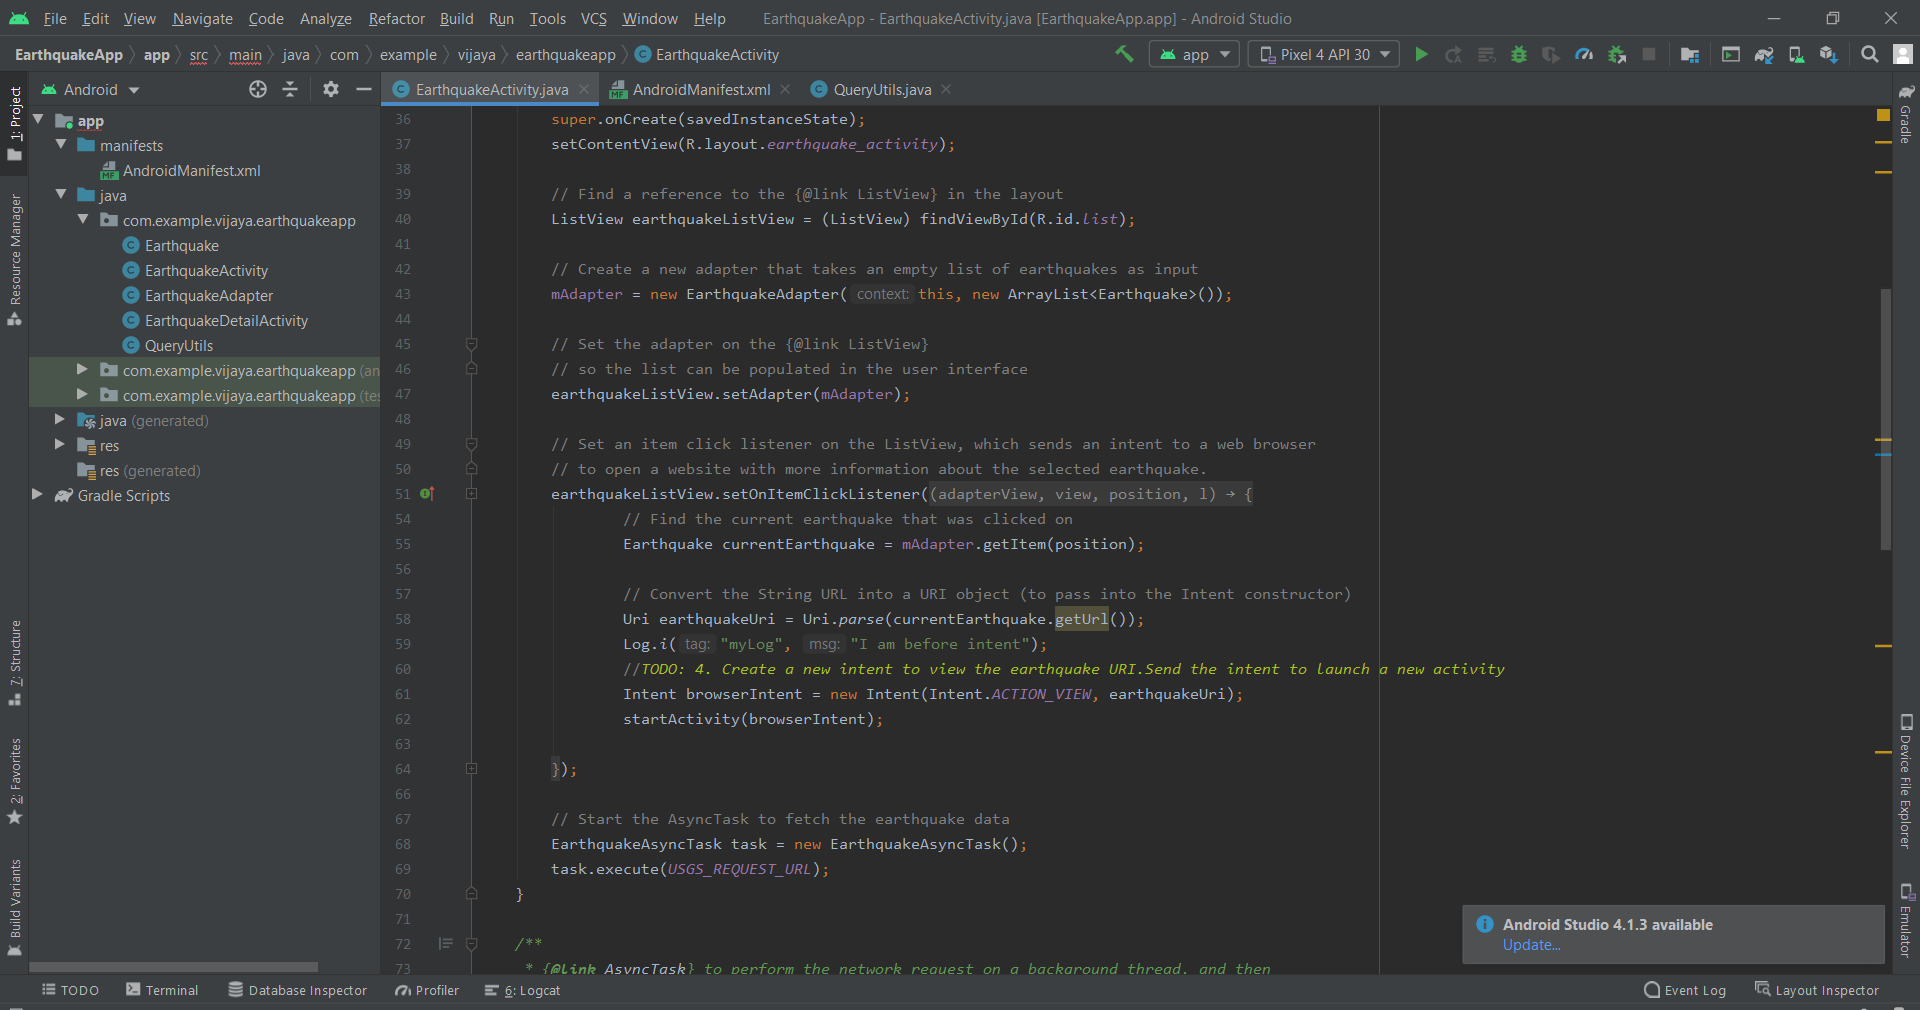 File Edit View Navigate Code Analyze Refactor Build Run Tools VCS Window Help EarthquakeApp - EarthquakeActivity.java [EarthquakeApp.app] - Android Studio
EarthquakeApp app src main java com example vijaya earthquakeapp EarthquakeActivity app Pixel 4 API 30
Android EarthquakeActivity.java AndroidManifest.xml QueryUtils.java
1: Project
Resource Manager
7: Structure
2: Favorites
Build Variants
app
manifests
AndroidManifest.xml
java
com.example.vijaya.earthquakeapp
Earthquake
EarthquakeActivity
EarthquakeAdapter
EarthquakeDetailActivity
QueryUtils
com.example.vijaya.earthquakeapp (an
com.example.vijaya.earthquakeapp (tes
java (generated)
res
res (generated)
Gradle Scripts
36 super.onCreate(savedInstanceState);
37 setContentView(R.layout.earthquake_activity);
38
39 // Find a reference to the {@link ListView} in the layout
40 ListView earthquakeListView = (ListView) findViewById(R.id.list);
41
42 // Create a new adapter that takes an empty list of earthquakes as input
43 mAdapter = new EarthquakeAdapter( context: this, new ArrayList<Earthquake>());
44
45 // Set the adapter on the {@link ListView}
46 // so the list can be populated in the user interface
47 earthquakeListView.setAdapter(mAdapter);
48
49 // Set an item click listener on the ListView, which sends an intent to a web browser
50 // to open a website with more information about the selected earthquake.
51 earthquakeListView.setOnItemClickListener((adapterView, view, position, l) → {
54 // Find the current earthquake that was clicked on
55 Earthquake currentEarthquake = mAdapter.getItem(position);
56
57 // Convert the String URL into a URI object (to pass into the Intent constructor)
58 Uri earthquakeUri = Uri.parse(currentEarthquake.getUrl());
59 Log.i( tag: "myLog", msg: "I am before intent");
60 //TODO: 4. Create a new intent to view the earthquake URI.Send the intent to launch a new activity
61 Intent browserIntent = new Intent(Intent.ACTION_VIEW, earthquakeUri);
62 startActivity(browserIntent);
63
64 });
66
67 // Start the AsyncTask to fetch the earthquake data
68 EarthquakeAsyncTask task = new EarthquakeAsyncTask();
69 task.execute(USGS_REQUEST_URL);
70 }
71
72 /**
73 * {@link AsyncTask} to perform the network request on a background thread, and then
Gradle
Device File Explorer
Emulator
Android Studio 4.1.3 available
Update...
TODO Terminal Database Inspector Profiler 6: Logcat Event Log Layout Inspector